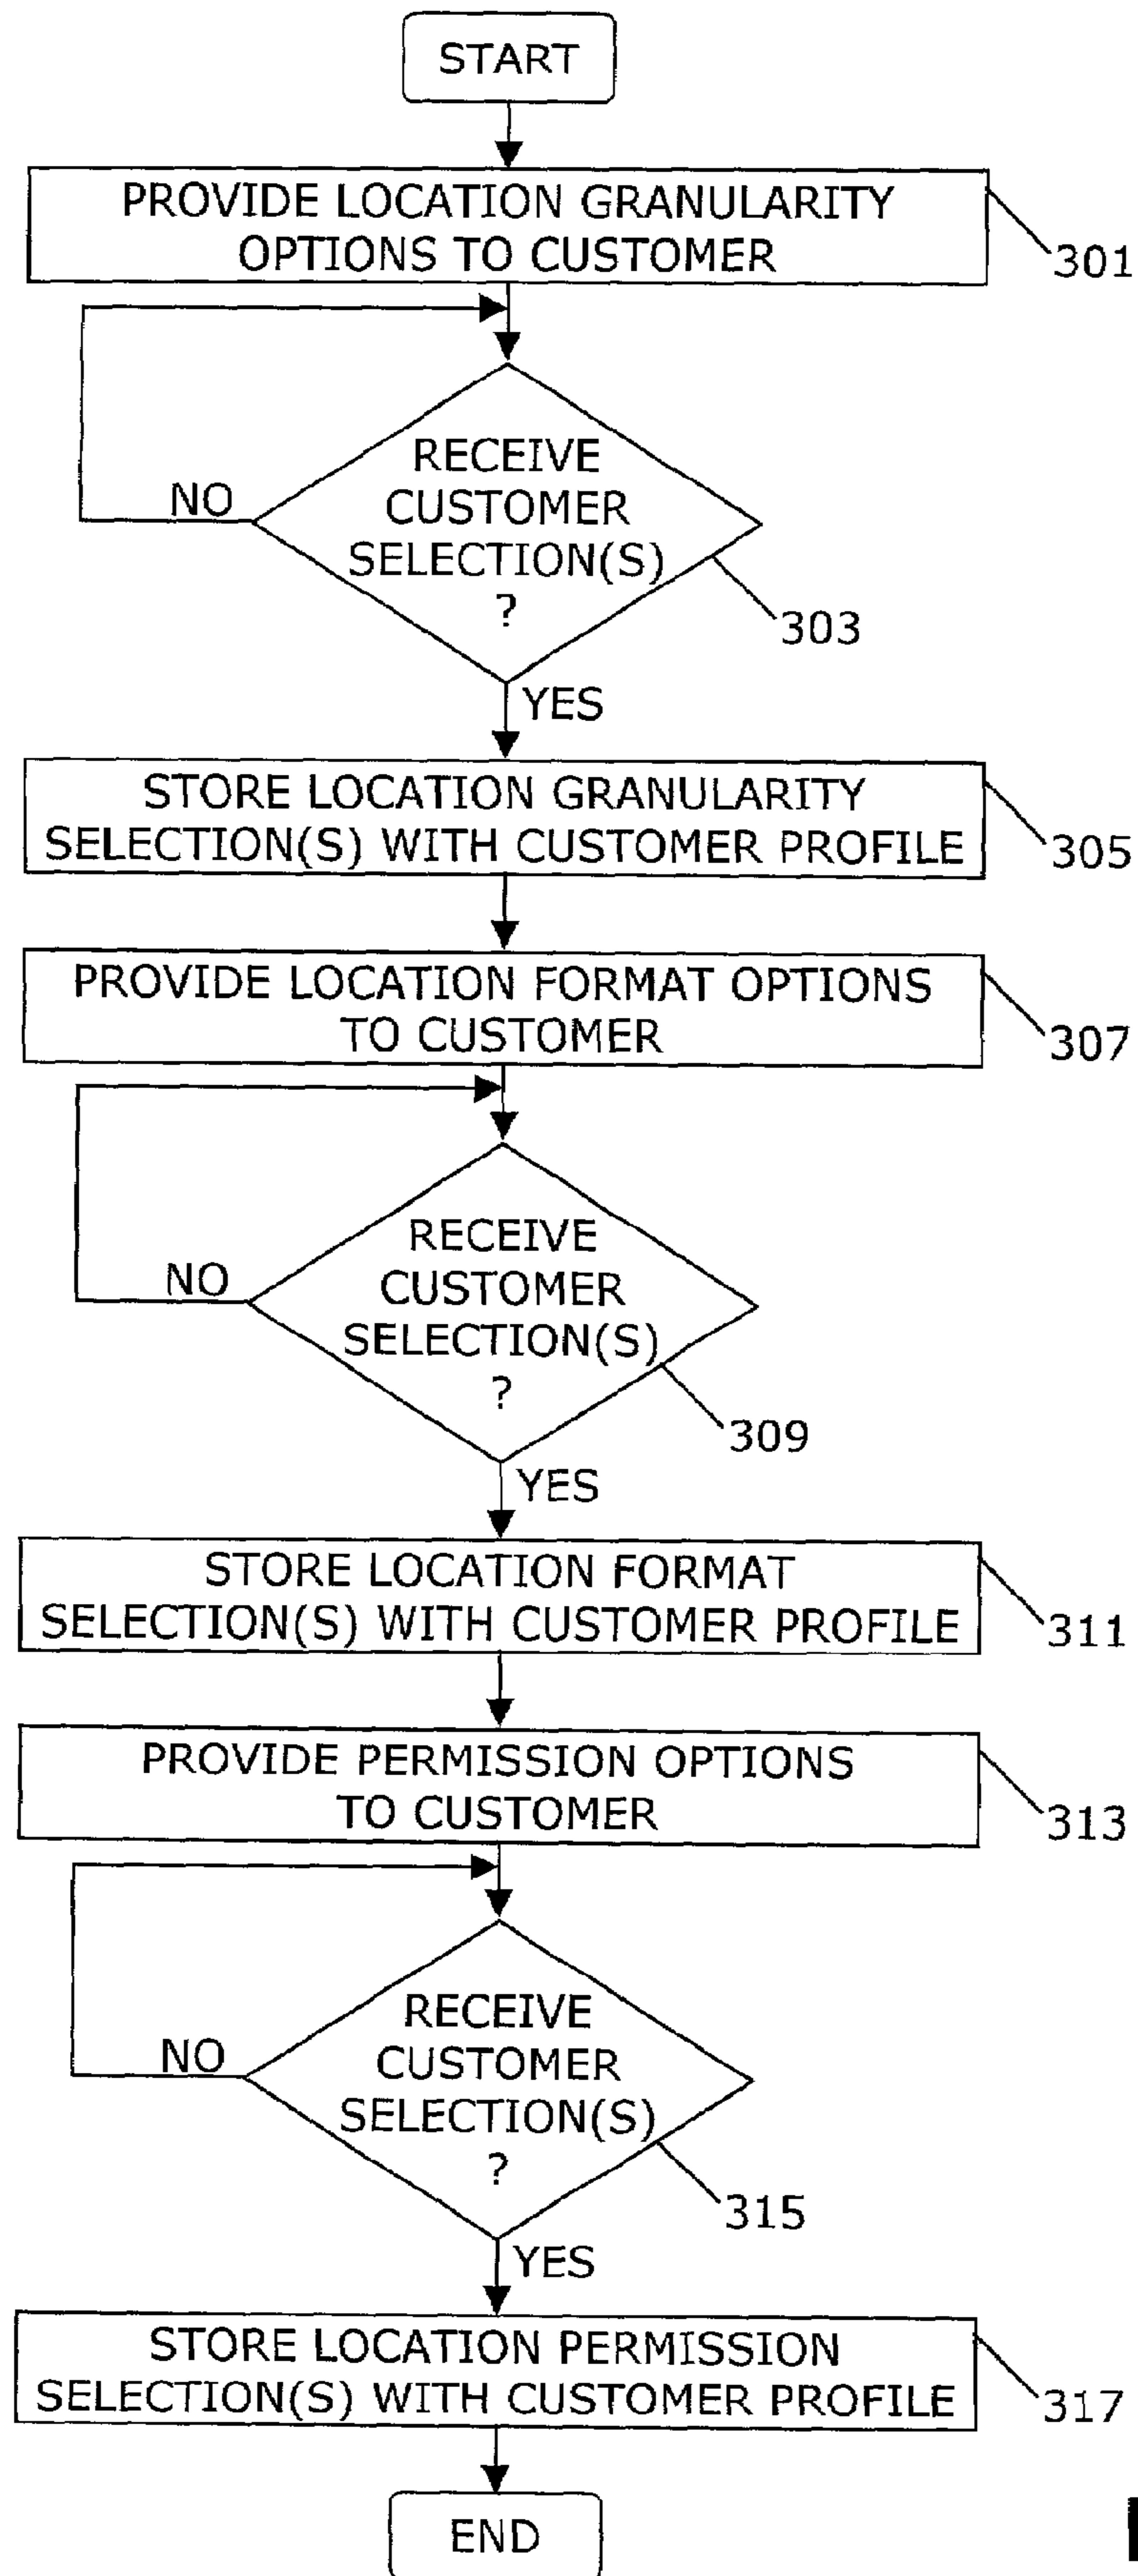 START
PROVIDE LOCATION GRANULARITY
OPTIONS TO CUSTOMER
301
RECEIVE
CUSTOMER
SELECTION(S)
?
NO
303
YES
STORE LOCATION GRANULARITY
SELECTION(S) WITH CUSTOMER PROFILE
305
PROVIDE LOCATION FORMAT OPTIONS
TO CUSTOMER
307
RECEIVE
CUSTOMER
SELECTION(S)
?
NO
309
YES
STORE LOCATION FORMAT
SELECTION(S) WITH CUSTOMER PROFILE
311
PROVIDE PERMISSION OPTIONS
TO CUSTOMER
313
RECEIVE
CUSTOMER
SELECTION(S)
?
NO
315
YES
STORE LOCATION PERMISSION
SELECTION(S) WITH CUSTOMER PROFILE
317
END